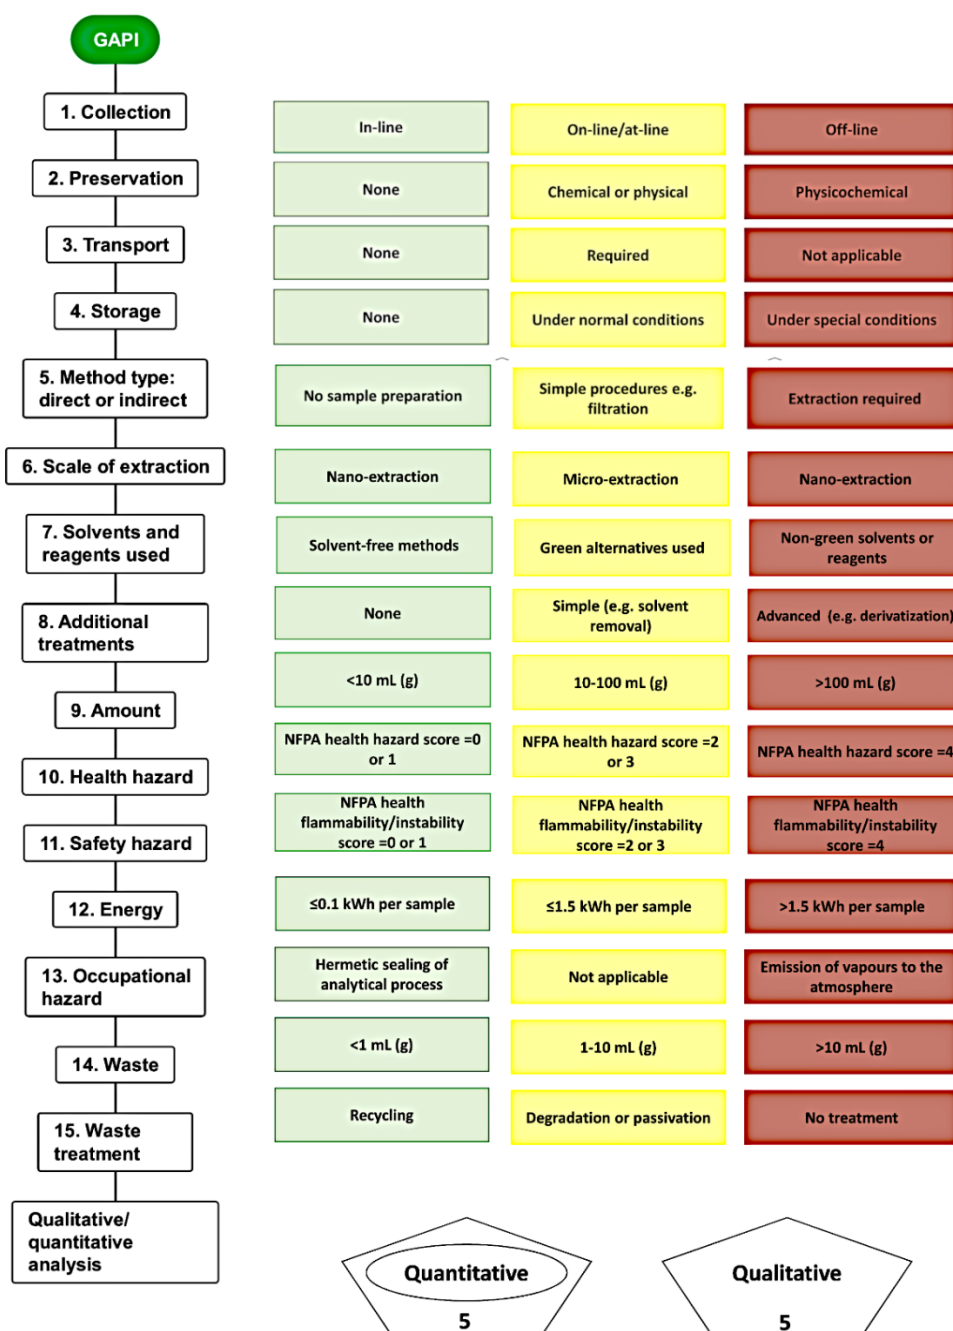 GAPI
1. Collection
In-line
On-line/at-line
Off-line
2. Preservation
None
Chemical or physical
Physicochemical
3. Transport
None
Required
Not applicable
4. Storage
None
Under normal conditions
Under special conditions
5. Method type:
direct or indirect
No sample preparation
Simple procedures e.g.
filtration
Extraction required
6. Scale of extraction
Nano-extraction
Micro-extraction
Nano-extraction
7. Solvents and
reagents used
Solvent-free methods
Green alternatives used
Non-green solvents or
reagents
8. Additional
treatments
None
Simple (e.g. solvent
removal)
Advanced (e.g. derivatization)
9. Amount
<10 mL (g)
10-100 mL (g)
>100 mL (g)
10. Health hazard
NFPA health hazard score =0
or 1
NFPA health hazard score =2
or 3
NFPA health hazard score =4
11. Safety hazard
NFPA health
flammability/instability
score =0 or 1
NFPA health
flammability/instability
score =2 or 3
NFPA health
flammability/instability
score =4
12. Energy
≤0.1 kWh per sample
≤1.5 kWh per sample
>1.5 kWh per sample
13. Occupational
hazard
Hermetic sealing of
analytical process
Not applicable
Emission of vapours to the
atmosphere
14. Waste
<1 mL (g)
1-10 mL (g)
>10 mL (g)
15. Waste
treatment
Recycling
Degradation or passivation
No treatment
Qualitative/
quantitative
analysis
Quantitative
5
Qualitative
5